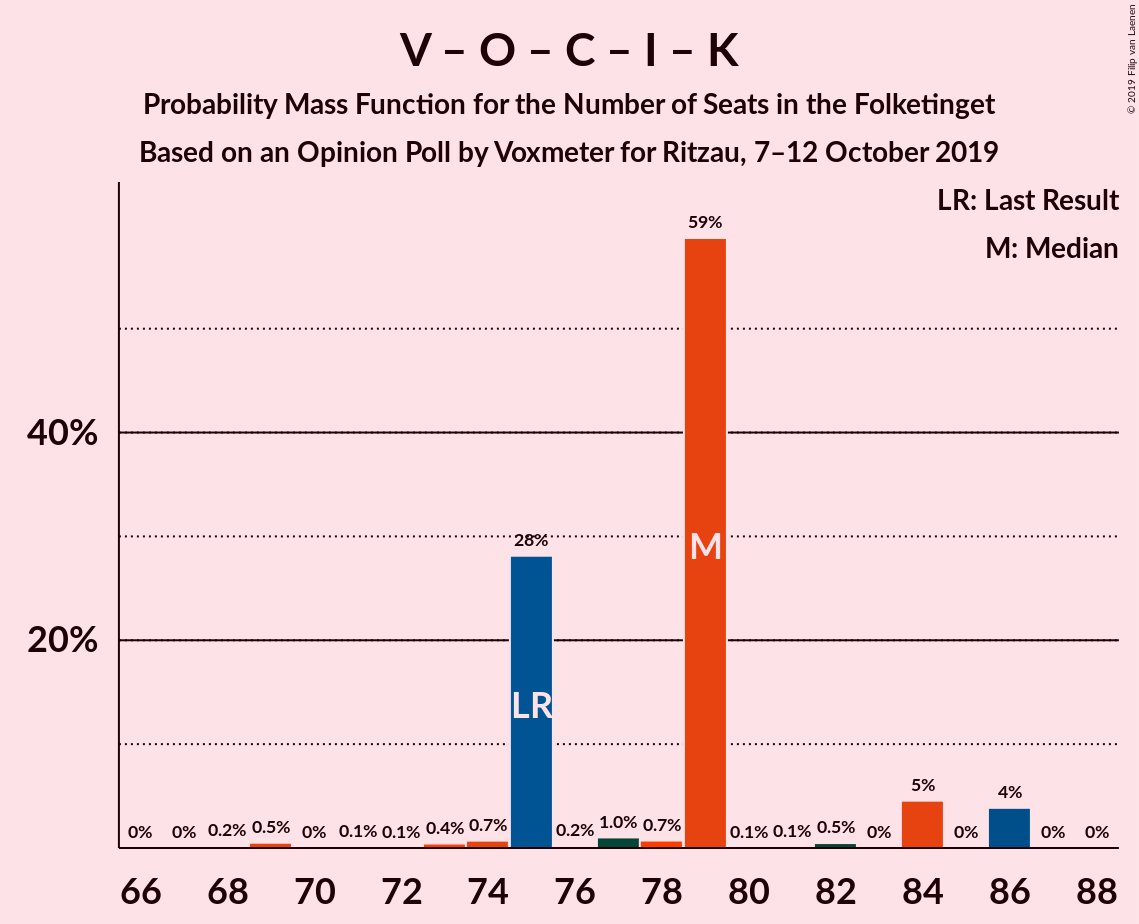 V – O – C – I – K
Probability Mass Function for the Number of Seats in the Folketinget
Based on an Opinion Poll by Voxmeter for Ritzau, 7–12 October 2019
© 2019 Filip van Laenen
LR: Last Result
M: Median
40%
20%
0%
0%
0.2%
0.5%
0%
0.1%
0.1%
0.4%
0.7%
28%
0.2%
1.0%
0.7%
59%
0.1%
0.1%
0.5%
0%
5%
0%
4%
0%
0%
LR
M
66 68 70 72 74 76 78 80 82 84 86 88